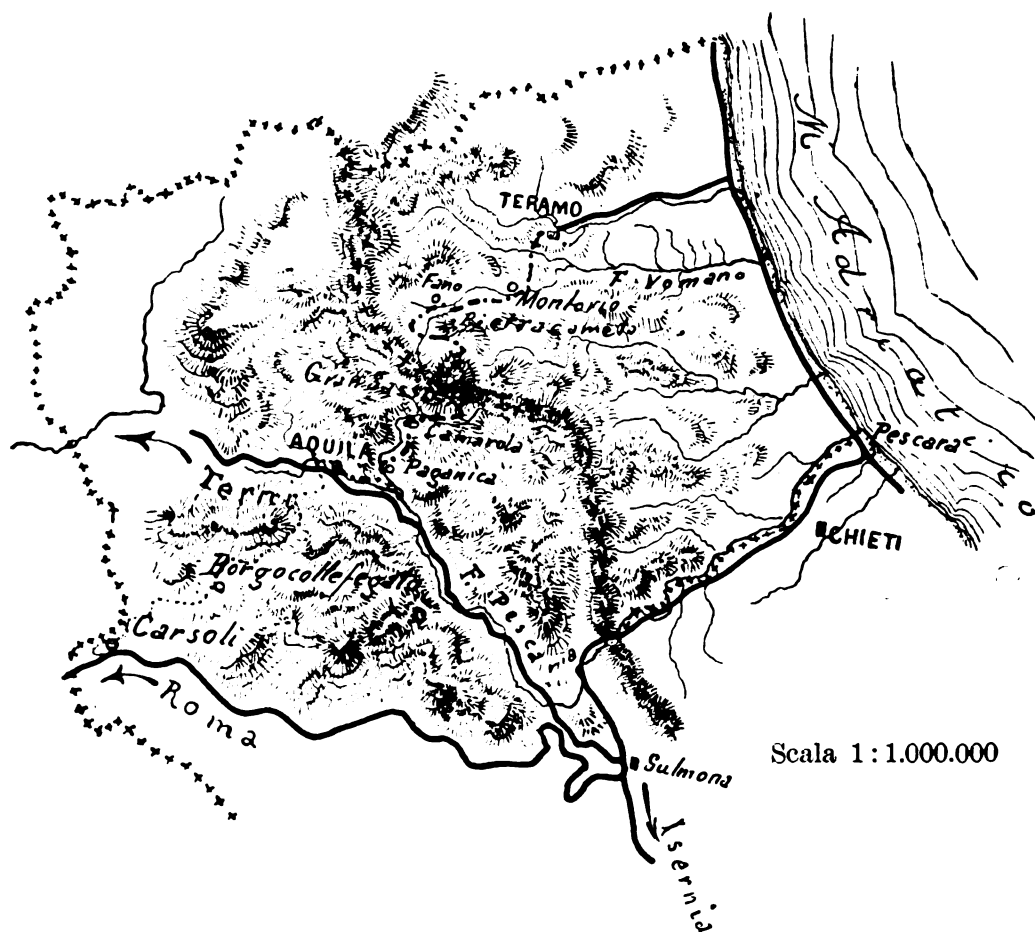 M. Adriatico
TERAMO
F. Vomano
Fano
Montorio
Pietracamela
Gran Sasso
Camarda
AQUILA
Paganica
Pescara
Terni
CHIETI
Borgocollefegato
F. Pescara
Carsoli
Roma
Scala 1:1.000.000
Sulmona
Isernia